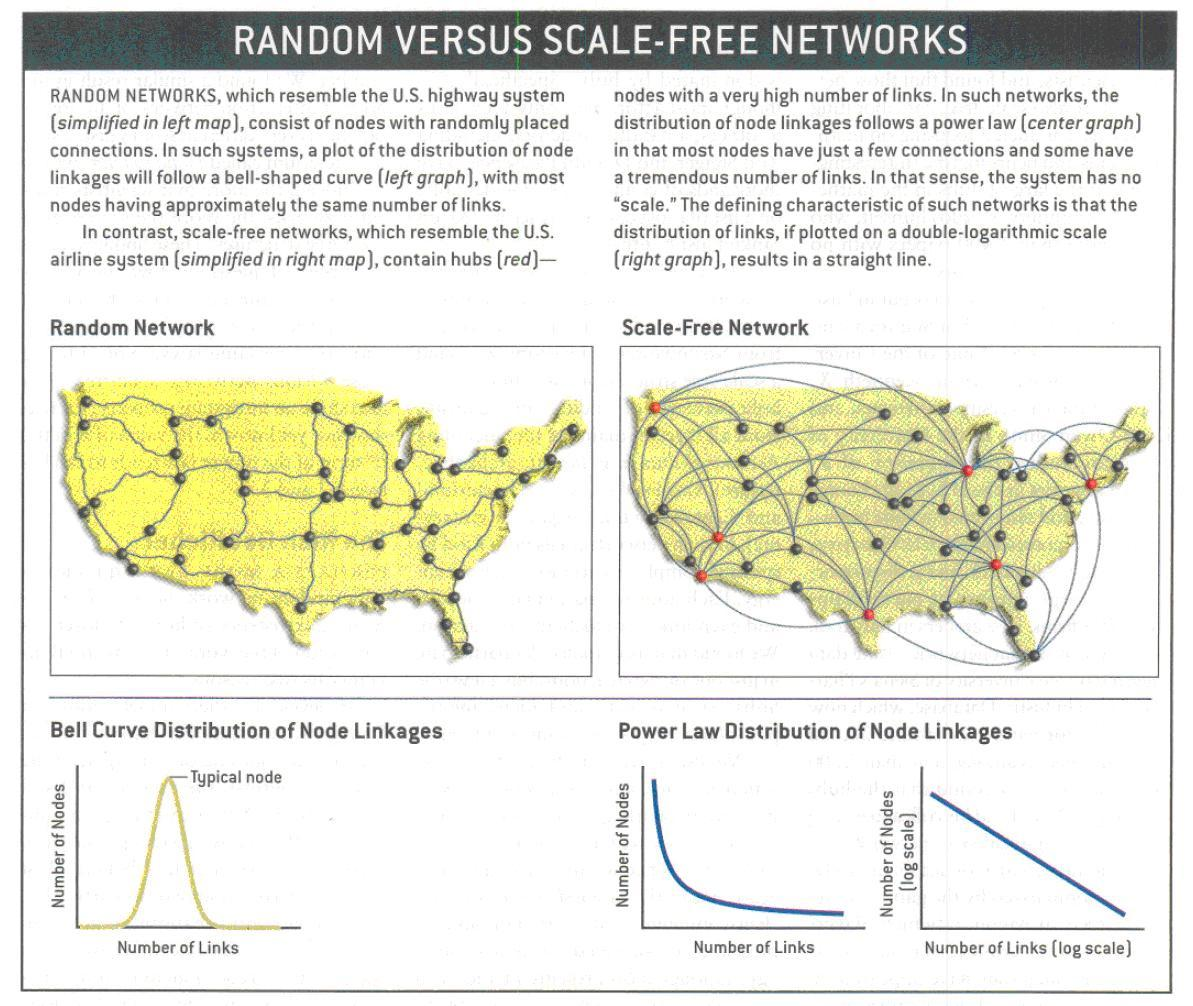 RANDOM VERSUS SCALE-FREE NETWORKS
RANDOM NETWORKS, which resemble the U.S. highway system
(simplified in left map), consist of nodes with randomly placed
connections. In such systems, a plot of the distribution of node
linkages will follow a bell-shaped curve (left graph), with most
nodes having approximately the same number of links.
In contrast, scale-free networks, which resemble the U.S.
airline system (simplified in right map), contain hubs (red)—
nodes with a very high number of links. In such networks, the
distribution of node linkages follows a power law (center graph)
in that most nodes have just a few connections and some have
a tremendous number of links. In that sense, the system has no
“scale.” The defining characteristic of such networks is that the
distribution of links, if plotted on a double-logarithmic scale
(right graph), results in a straight line.
Random Network
Scale-Free Network
Bell Curve Distribution of Node Linkages
Typical node
Number of Nodes
Number of Links
Power Law Distribution of Node Linkages
Number of Nodes
Number of Links
Number of Nodes
(log scale)
Number of Links (log scale)